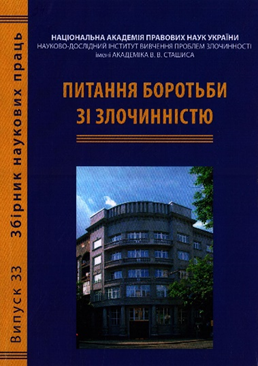 НАЦІОНАЛЬНА АКАДЕМІЯ ПРАВОВИХ НАУК УКРАЇНИ
НАУКОВО-ДОСЛІДНИЙ ІНСТИТУТ ВИВЧЕННЯ ПРОБЛЕМ ЗЛОЧИННОСТІ
імені АКАДЕМІКА В. В. СТАШИСА
ПИТАННЯ БОРОТЬБИ
ЗІ ЗЛОЧИННІСТЮ
Випуск 33 Збірник наукових праць